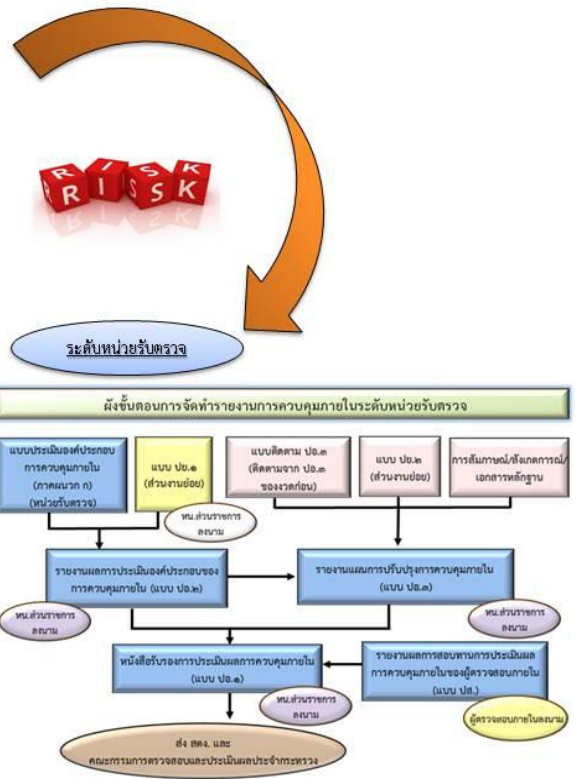 RISK
RISK
ระดับหน่วยรับตรวจ
ผังขั้นตอนการจัดทำรายงานการควบคุมภายในระดับหน่วยรับตรวจ
แบบประเมินองค์ประกอบ
การควบคุมภายใน
(ภาคผนวก ก)
(หน่วยรับตรวจ)
แบบ ปย.๑
(ส่วนงานย่อย)
แบบติดตาม ปอ.๓
(ติดตามจาก ปอ.๓
ของงวดก่อน)
แบบ ปย.๒
(ส่วนงานย่อย)
การสัมภาษณ์/สังเกตการณ์/
เอกสารหลักฐาน
หน.ส่วนราชการ
ลงนาม
รายงานผลการประเมินองค์ประกอบของ
การควบคุมภายใน (แบบ ปอ.๒)
รายงานแผนการปรับปรุงการควบคุมภายใน
(แบบ ปอ.๓)
หน.ส่วนราชการ
ลงนาม
หน.ส่วนราชการ
ลงนาม
หนังสือรับรองการประเมินผลการควบคุมภายใน
(แบบ ปอ.๑)
รายงานผลการสอบทานการประเมินผล
การควบคุมภายในของผู้ตรวจสอบภายใน
(แบบ ปส.)
หน.ส่วนราชการ
ลงนาม
ผู้ตรวจสอบภายในลงนาม
ส่ง สตง. และ
คณะกรรมการตรวจสอบและประเมินผลประจำกระทรวง